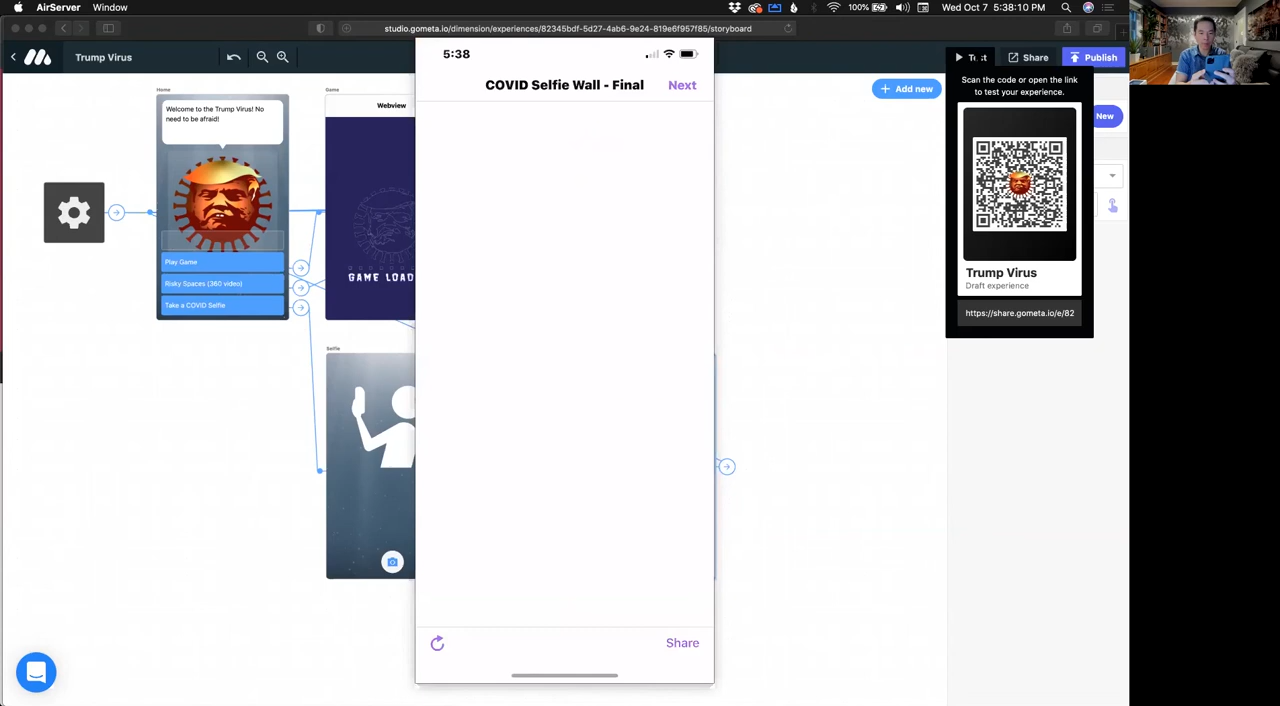 AirServer Window
100% Wed Oct 7 5:38:10 PM
studio.gometa.io/dimension/experiences/82345bdf-5d27-4ab6-9e24-819e6f957f85/storyboard
Trump Virus
Test
Share
Publish
Home
Welcome to the Trump Virus! No
need to be afraid!
Play Game
Risky Spaces (360 video)
Take a COVID Selfie
Game
Webview
GAME LOAD
Selfie
5:38
COVID Selfie Wall - Final
Next
Share
Add new
Scan the code or open the link
to test your experience.
Trump Virus
Draft experience
https://share.gometa.io/e/82
New